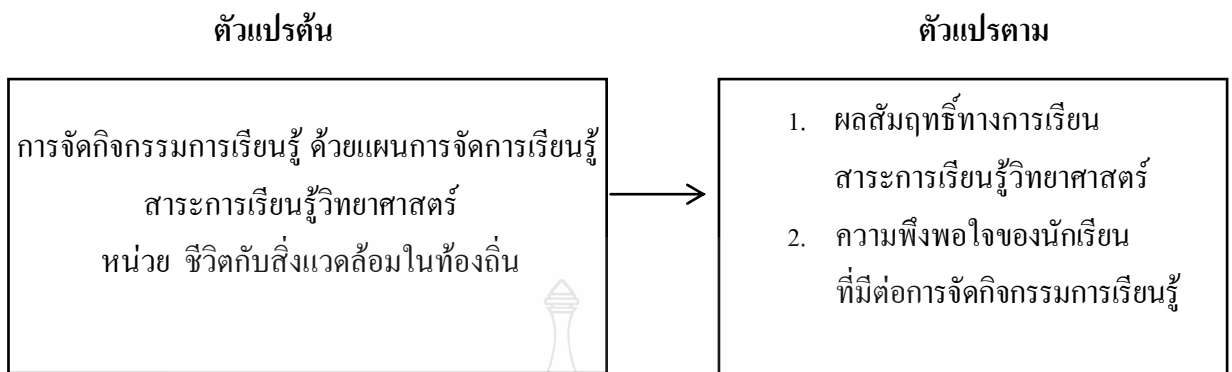 ตัวแปรต้น
การจัดกิจกรรมการเรียนรู้ ด้วยแผนการจัดการเรียนรู้
สาระการเรียนรู้วิทยาศาสตร์
หน่วย ชีวิตกับสิ่งแวดล้อมในท้องถิ่น
ตัวแปรตาม
1. ผลสัมฤทธิ์ทางการเรียน
สาระการเรียนรู้วิทยาศาสตร์
2. ความพึงพอใจของนักเรียน
ที่มีต่อการจัดกิจกรรมการเรียนรู้